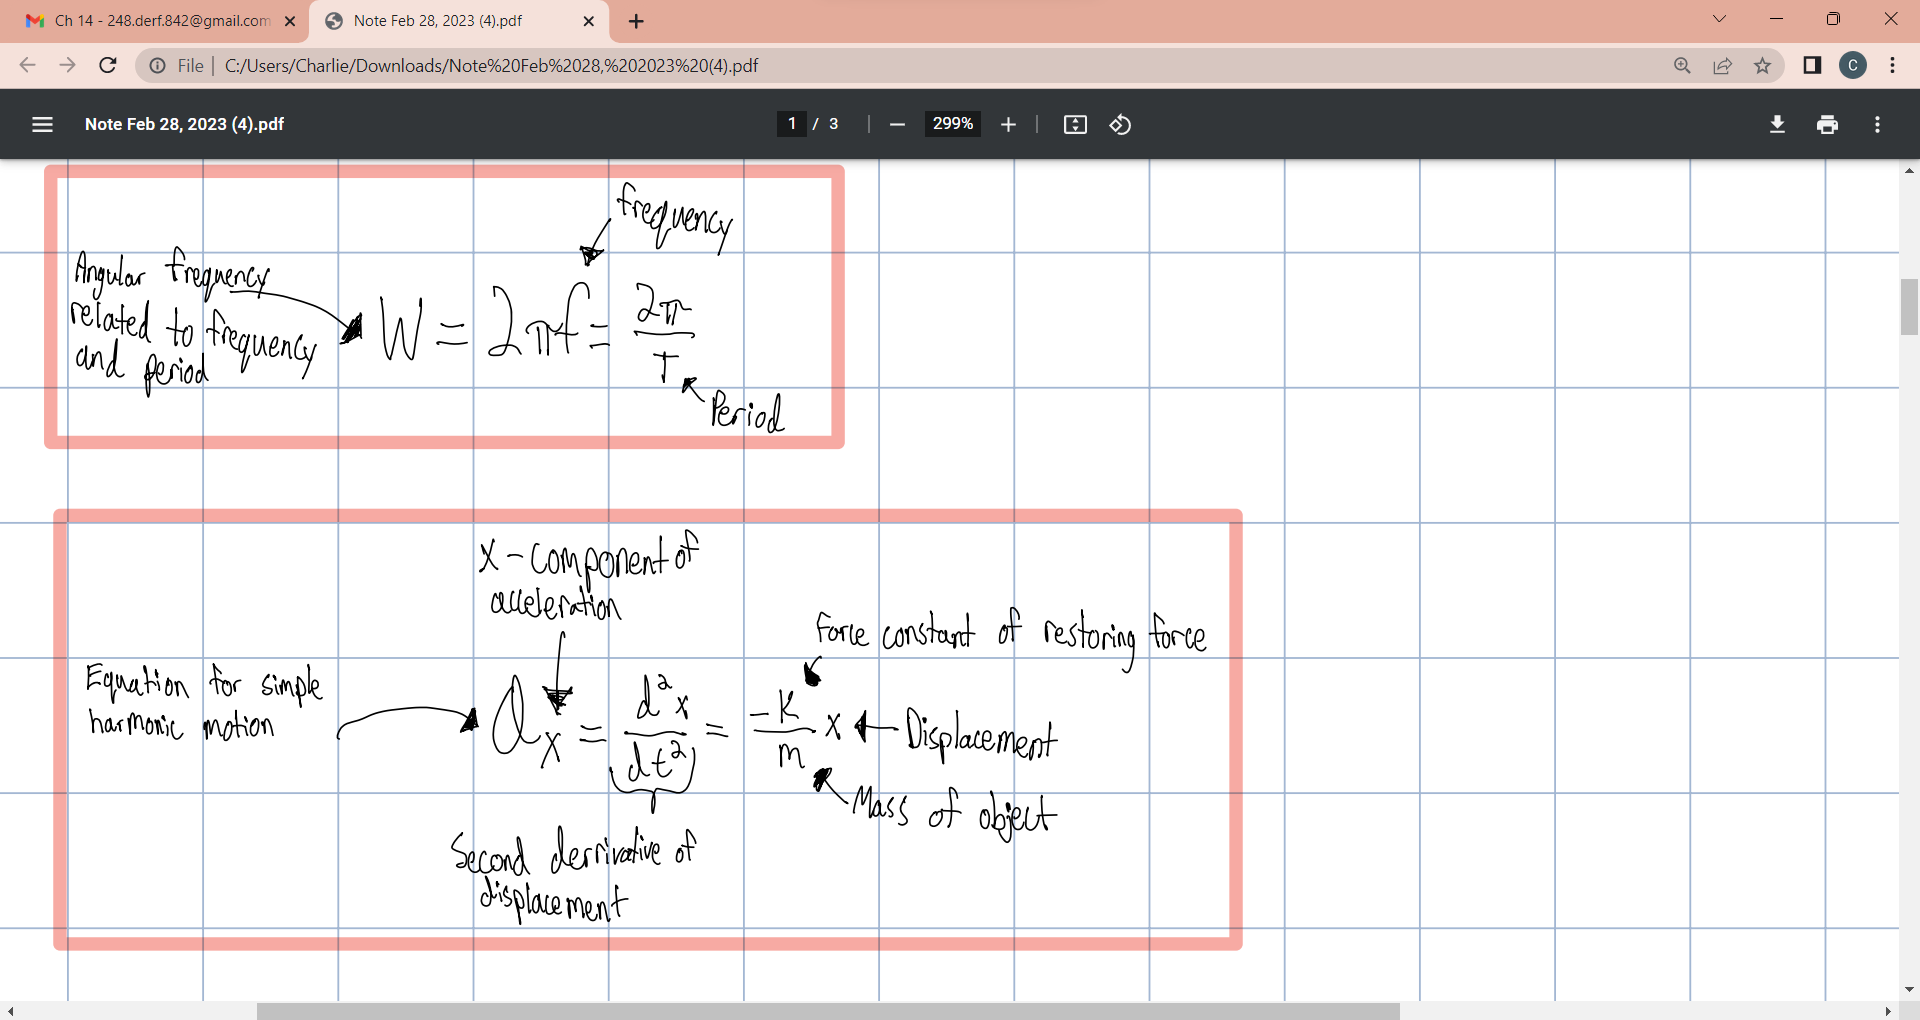 Ch 14 - 248.derf.842@gmail.com
Note Feb 28, 2023 (4).pdf
File | C:/Users/Charlie/Downloads/Note%20Feb%2028,%202023%20(4).pdf
C
Note Feb 28, 2023 (4).pdf
1 / 3
299%
frequency
Angular frequency
related to frequency
and period
W = 2πf = 2π/T
Period
X - component of
acceleration
Force constant of restoring force
Equation for simple
harmonic motion
a_x = d²x/dt² = -k/m x
Displacement
Mass of object
Second derrivative of
displacement